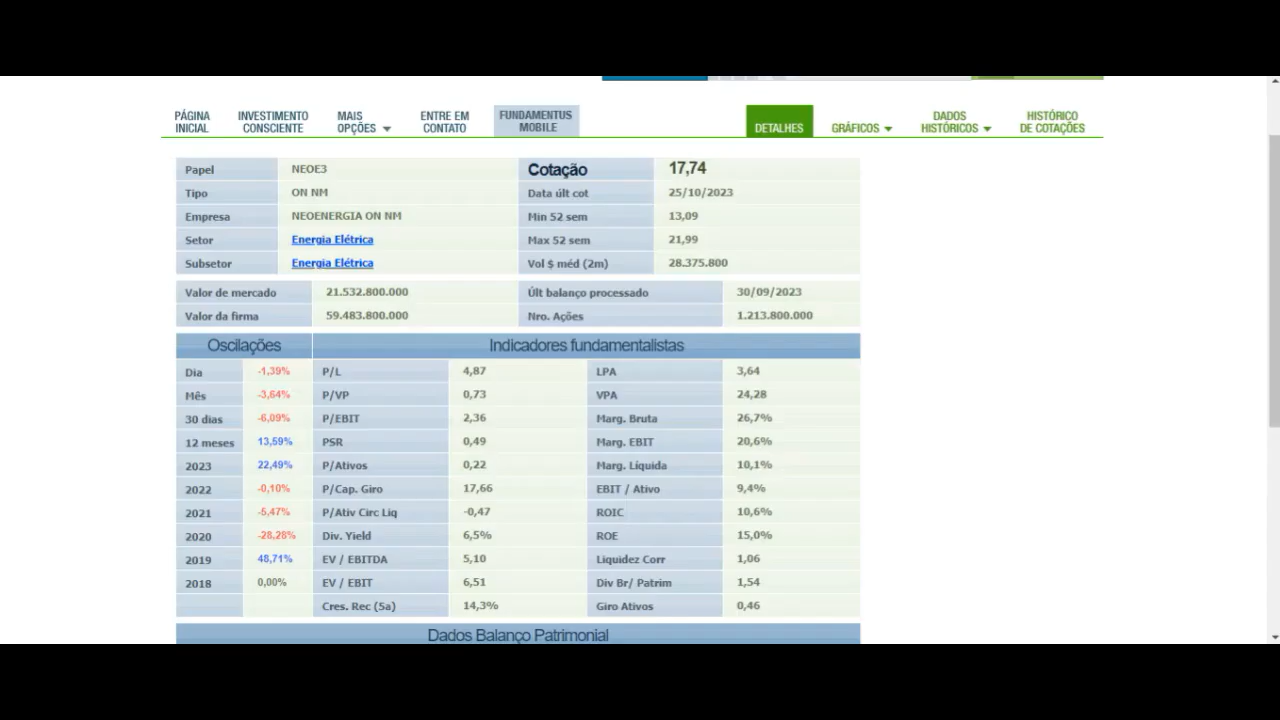 PÁGINA INICIAL
INVESTIMENTO CONSCIENTE
MAIS OPÇÕES
ENTRE EM CONTATO
FUNDAMENTUS MOBILE
DETALHES
GRÁFICOS
DADOS HISTÓRICOS
HISTÓRICO DE COTAÇÕES
Papel NEOE3 Cotação 17,74
Tipo ON NM Data últ cot 25/10/2023
Empresa NEOENERGIA ON NM Min 52 sem 13,09
Setor Energia Elétrica Max 52 sem 21,99
Subsetor Energia Elétrica Vol $ méd (2m) 28.375.800
Valor de mercado 21.532.800.000 Últ balanço processado 30/09/2023
Valor da firma 59.483.800.000 Nro. Ações 1.213.800.000
Oscilações Indicadores fundamentalistas
Dia -1,39% P/L 4,87 LPA 3,64
Mês -3,64% P/VP 0,73 VPA 24,28
30 dias -6,09% P/EBIT 2,36 Marg. Bruta 26,7%
12 meses 13,59% PSR 0,49 Marg. EBIT 20,6%
2023 22,49% P/Ativos 0,22 Marg. Líquida 10,1%
2022 -0,10% P/Cap. Giro 17,66 EBIT / Ativo 9,4%
2021 -5,47% P/Ativ Circ Liq -0,47 ROIC 10,6%
2020 -28,28% Div. Yield 6,5% ROE 15,0%
2019 48,71% EV / EBITDA 5,10 Liquidez Corr 1,06
2018 0,00% EV / EBIT 6,51 Div Br/ Patrim 1,54
Cres. Rec (5a) 14,3% Giro Ativos 0,46
Dados Balanço Patrimonial